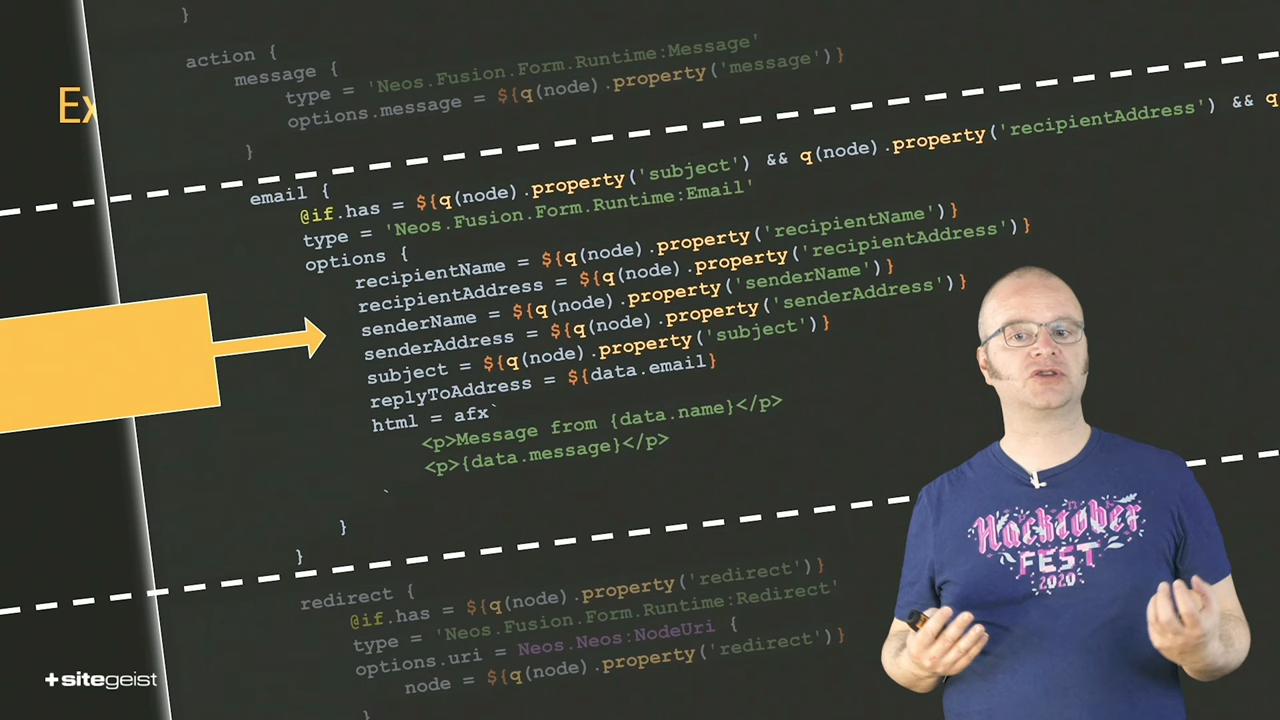 Ex
}
action {
message {
type = 'Neos.Fusion.Form.Runtime:Message'
options.message = ${q(node).property('message')}
}
email {
@if.has = ${q(node).property('subject') && q(node).property('recipientAddress') && q
type = 'Neos.Fusion.Form.Runtime:Email'
options {
recipientName = ${q(node).property('recipientName')}
recipientAddress = ${q(node).property('recipientAddress')}
senderName = ${q(node).property('senderName')}
senderAddress = ${q(node).property('senderAddress')}
subject = ${q(node).property('subject')}
replyToAddress = ${data.email}
html = afx`
<p>Message from {data.name}</p>
<p>{data.message}</p>
`
}
}
redirect {
@if.has = ${q(node).property('redirect')}
type = 'Neos.Fusion.Form.Runtime:Redirect'
options.uri = Neos.Neos:NodeUri {
node = ${q(node).property('redirect')}
}
+sitegeist
Hacktober
FEST
2020